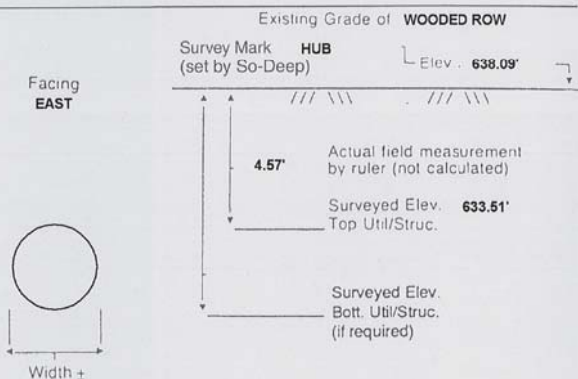 Existing Grade of WOODED ROW
Survey Mark HUB
(set by So-Deep)
Elev. 638.09'
Facing
EAST
4.57'
Actual field measurement
by ruler (not calculated)
Surveyed Elev. 633.51'
Top Util/Struc.
Surveyed Elev.
Bott. Util/Struc.
(if required)
Width +